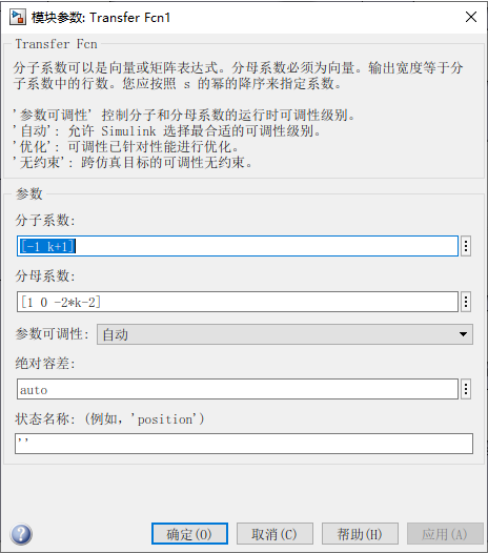 模块参数: Transfer Fcn1
Transfer Fcn
分子系数可以是向量或矩阵表达式。分母系数必须为向量。输出宽度等于分
子系数中的行数。您应按照 s 的幂的降序来指定系数。
'参数可调性' 控制分子和分母系数的运行时可调性级别。
'自动': 允许 Simulink 选择最合适的可调性级别。
'优化': 可调性已针对性能进行优化。
'无约束': 跨仿真目标的可调性无约束。
参数
分子系数:
[-1 k+1]
分母系数:
[1 0 -2*k-2]
参数可调性: 自动
绝对容差:
auto
状态名称: (例如，'position')
''
确定(O) 取消(C) 帮助(H) 应用(A)